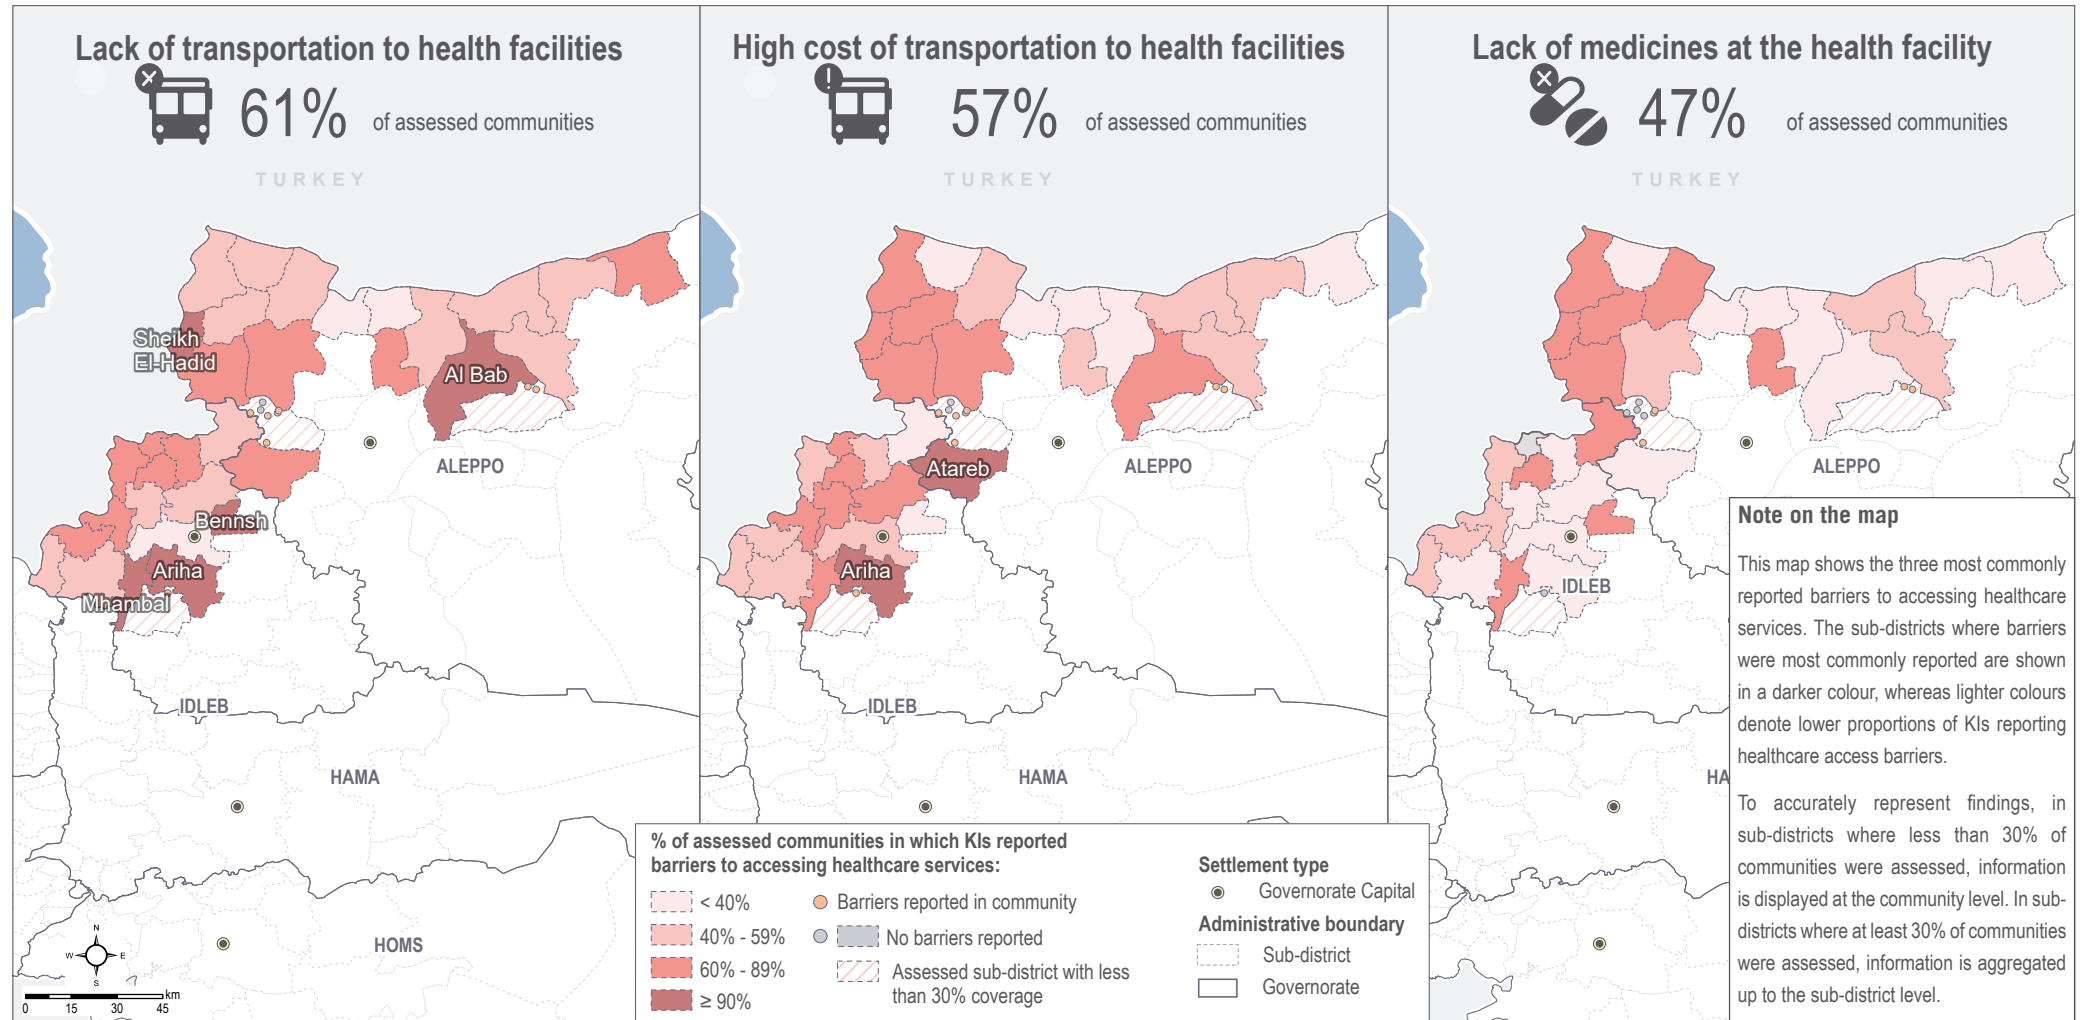 Lack of transportation to health facilities
61% of assessed communities
TURKEY
Sheikh
El-Hadid
Al Bab
ALEPPO
Bennsh
Ariha
Mhambal
IDLEB
HAMA
HOMS
N
W E
S
km
0 15 30 45
High cost of transportation to health facilities
57% of assessed communities
TURKEY
Atareb
ALEPPO
Ariha
IDLEB
HAMA
Lack of medicines at the health facility
47% of assessed communities
TURKEY
ALEPPO
IDLEB
HA
% of assessed communities in which KIs reported
barriers to accessing healthcare services:
< 40%
40% - 59%
60% - 89%
≥ 90%
Barriers reported in community
No barriers reported
Assessed sub-district with less
than 30% coverage
Settlement type
Governorate Capital
Administrative boundary
Sub-district
Governorate
Note on the map
This map shows the three most commonly
reported barriers to accessing healthcare
services. The sub-districts where barriers
were most commonly reported are shown
in a darker colour, whereas lighter colours
denote lower proportions of KIs reporting
healthcare access barriers.
To accurately represent findings, in
sub-districts where less than 30% of
communities were assessed, information
is displayed at the community level. In sub-
districts where at least 30% of communities
were assessed, information is aggregated
up to the sub-district level.